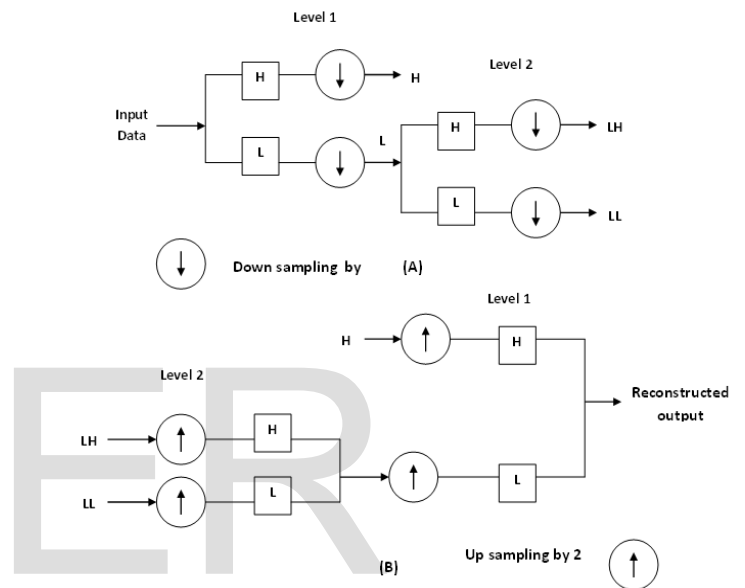 Level 1
H
H
Level 2
Input
Data
H
LH
L
L
L
LL
Down sampling by (A)
Level 1
H
H
Level 2
Reconstructed
output
H
LH
L
L
LL
Up sampling by 2
(B)
ER